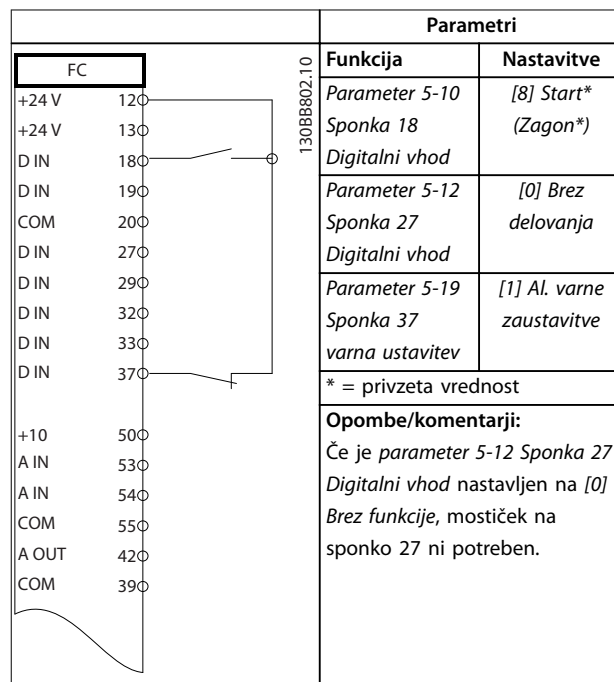 FC
+24 V 12
+24 V 13
D IN 18
D IN 19
COM 20
D IN 27
D IN 29
D IN 32
D IN 33
D IN 37
+10 50
A IN 53
A IN 54
COM 55
A OUT 42
COM 39
130BB802.10
Parametri
Funkcija Nastavitve
Parameter 5-10 [8] Start*
Sponka 18 (Zagon*)
Digitalni vhod
Parameter 5-12 [0] Brez
Sponka 27 delovanja
Digitalni vhod
Parameter 5-19 [1] Al. varne
Sponka 37 zaustavitve
varna ustavitev
* = privzeta vrednost
Opombe/komentarji:
Če je parameter 5-12 Sponka 27
Digitalni vhod nastavljen na [0]
Brez funkcije, mostiček na
sponko 27 ni potreben.